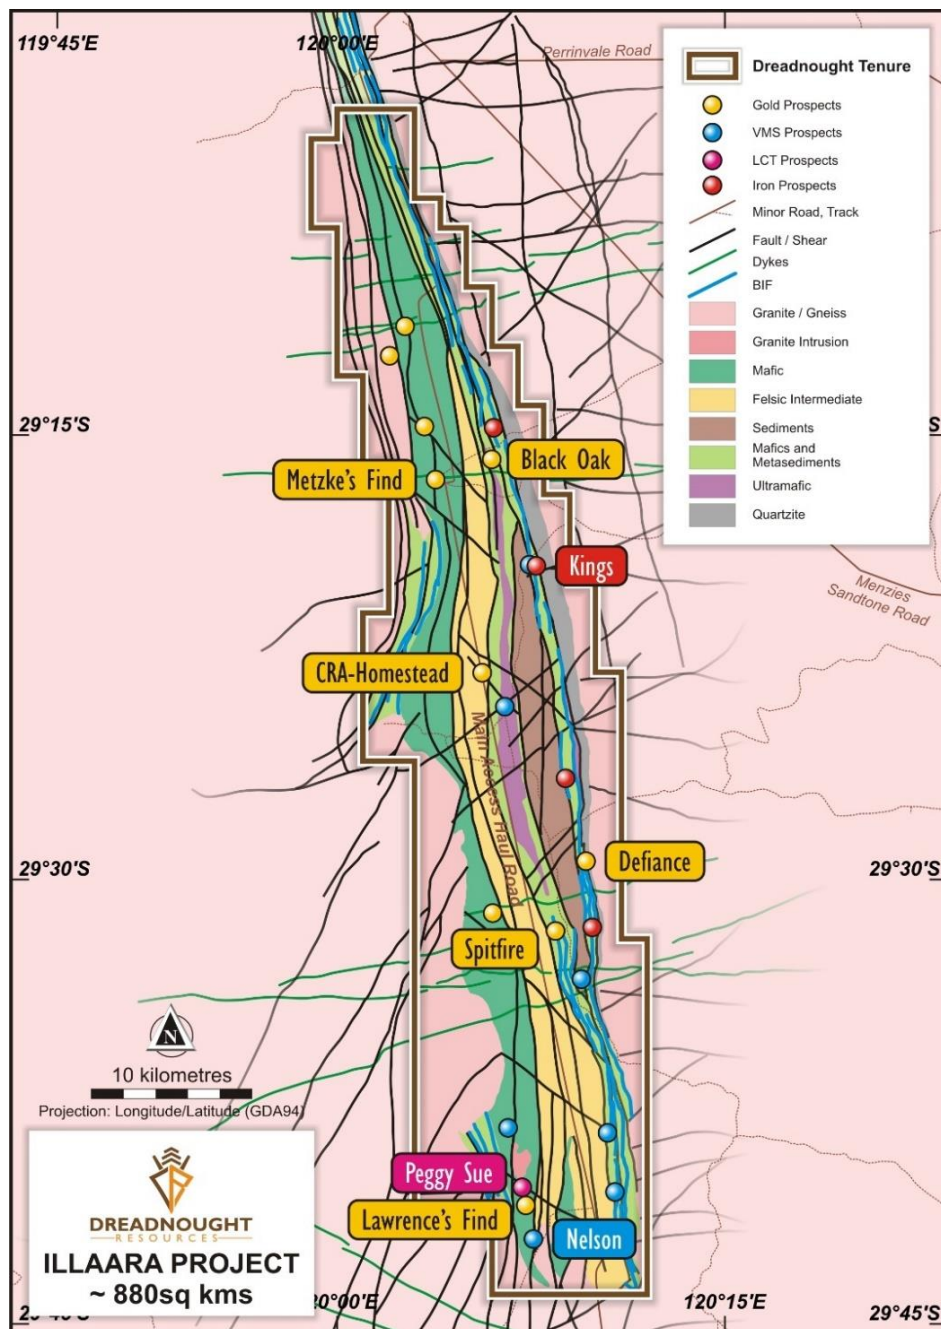 119°45'E
120°00'E
Perrinvale Road
Dreadnought Tenure
Gold Prospects
VMS Prospects
LCT Prospects
Iron Prospects
Minor Road, Track
Fault / Shear
Dykes
BIF
Granite / Gneiss
Granite Intrusion
Mafic
Felsic Intermediate
Sediments
Mafics and
Metasediments
Ultramafic
Quartzite
29°15'S
S
Black Oak
Metzke's Find
Kings
Menzies
Sandtone Road
CRA-Homestead
Main Access Haul Road
Defiance
29°30'S
29°30'S
Spitfire
N
10 kilometres
Projection: Longitude/Latitude (GDA94)
Peggy Sue
Lawrence's Find
Nelson
DREADNOUGHT
RESOURCES
ILLAARA PROJECT
~ 880sq kms
20°00'E
120°15'E
29°45'S